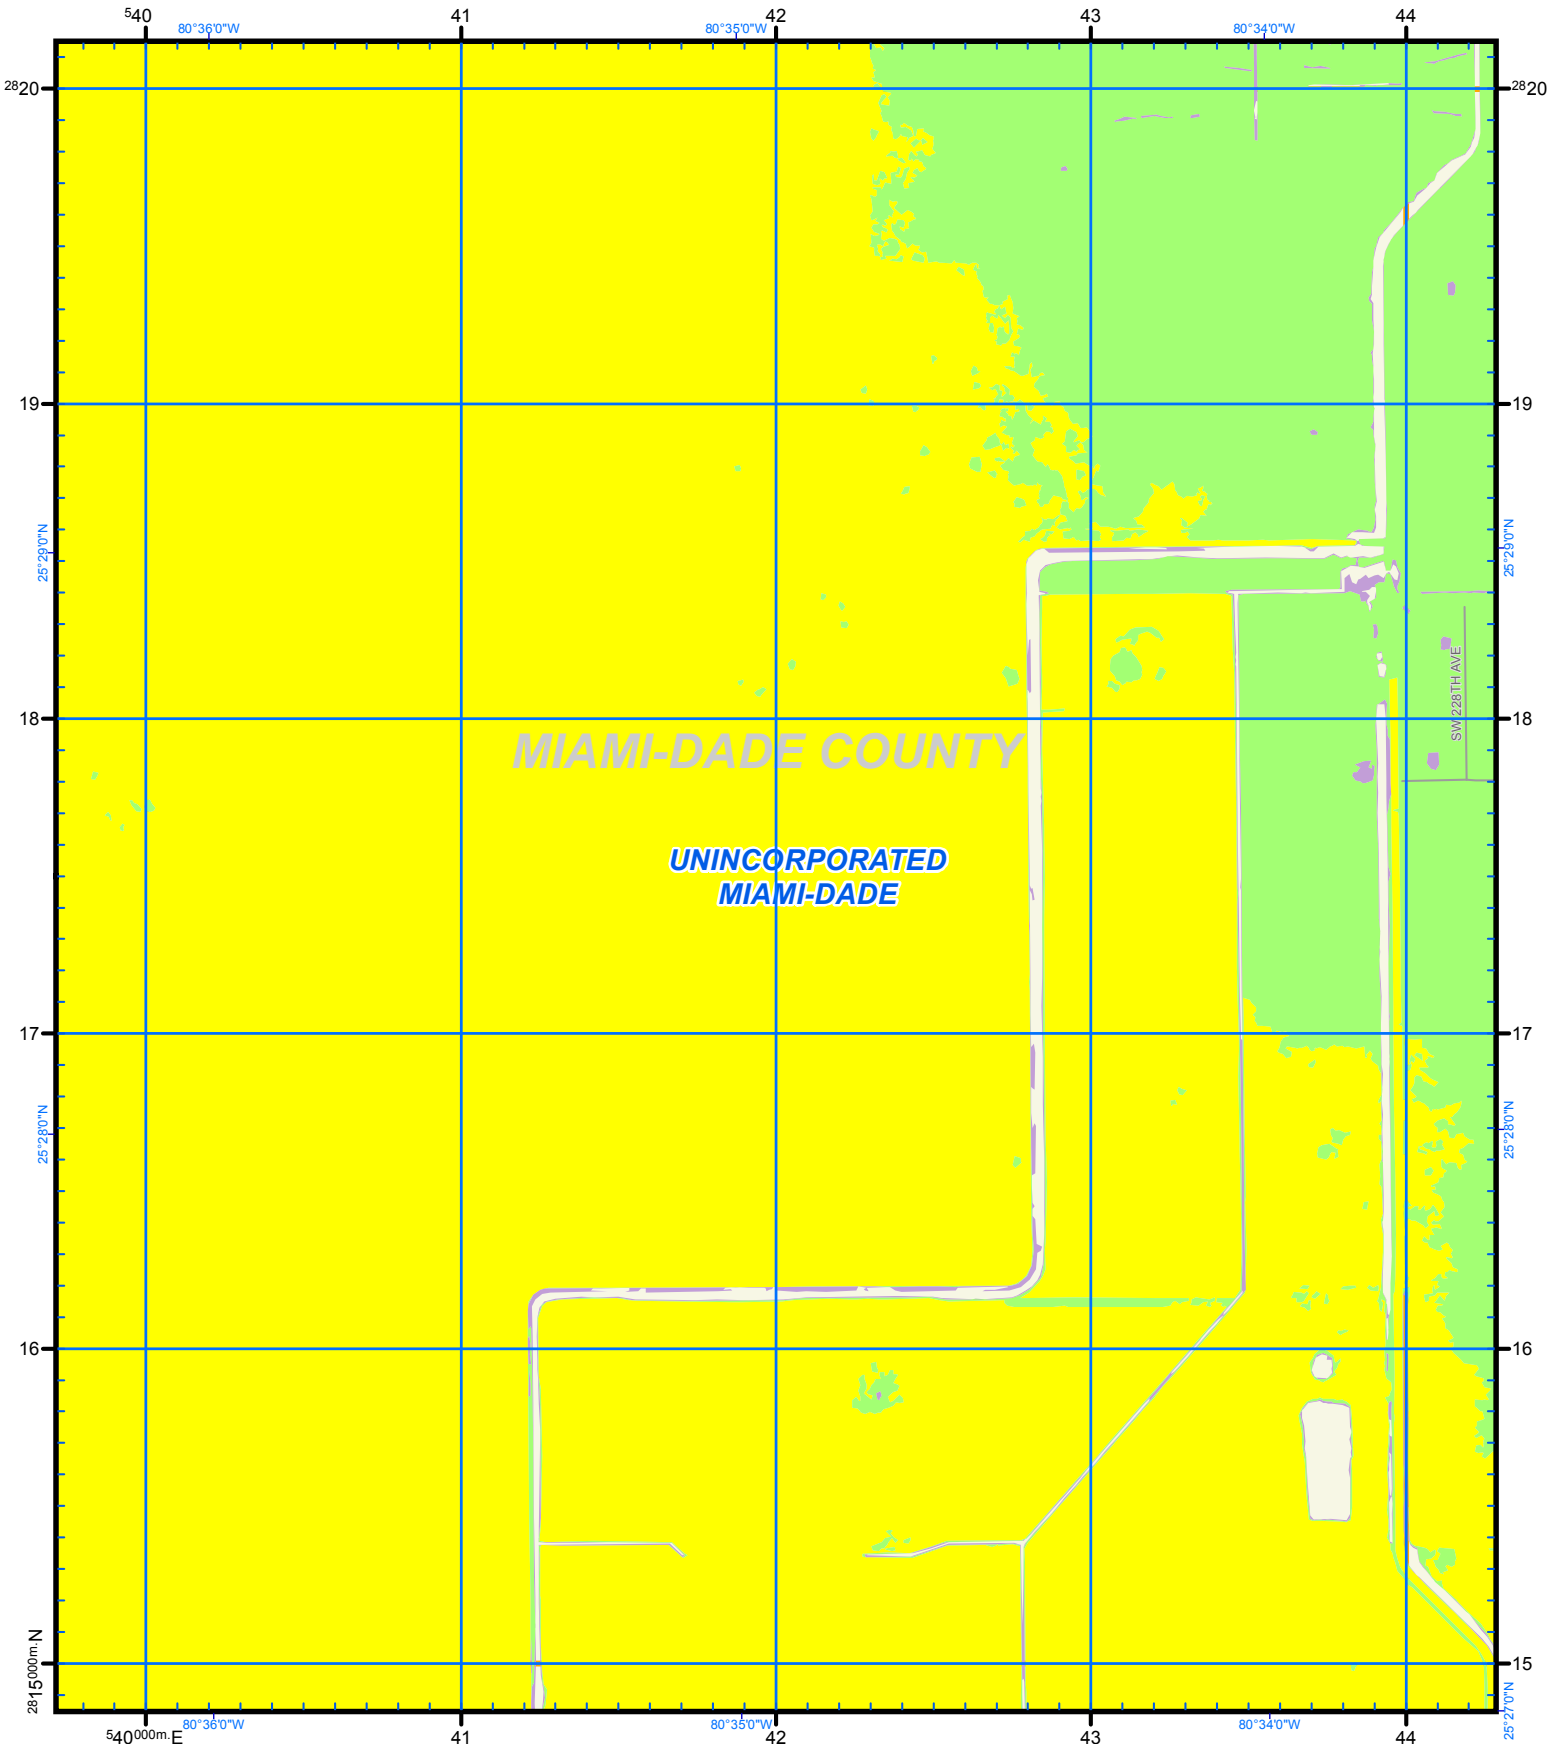 540 41 42 43 44
80°36'0"W 80°35'0"W 80°34'0"W
2820 2820
19 19
25°29'0"N 25°29'0"N
SW 228TH AVE
18 18
MIAMI-DADE COUNTY
UNINCORPORATED
MIAMI-DADE
17 17
25°28'0"N 25°28'0"N
16 16
2815000m.N 15
25°27'0"N
80°36'0"W 80°35'0"W 80°34'0"W
540000m.E 41 42 43 44